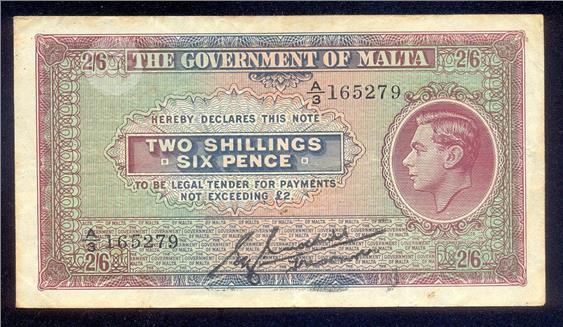 2/6 THE GOVERNMENT OF MALTA 2/6
A/3 165279
HEREBY DECLARES THIS NOTE
TWO SHILLINGS
SIX PENCE
TO BE LEGAL TENDER FOR PAYMENTS
NOT EXCEEDING £2.
A/3 165279
2/6 2/6